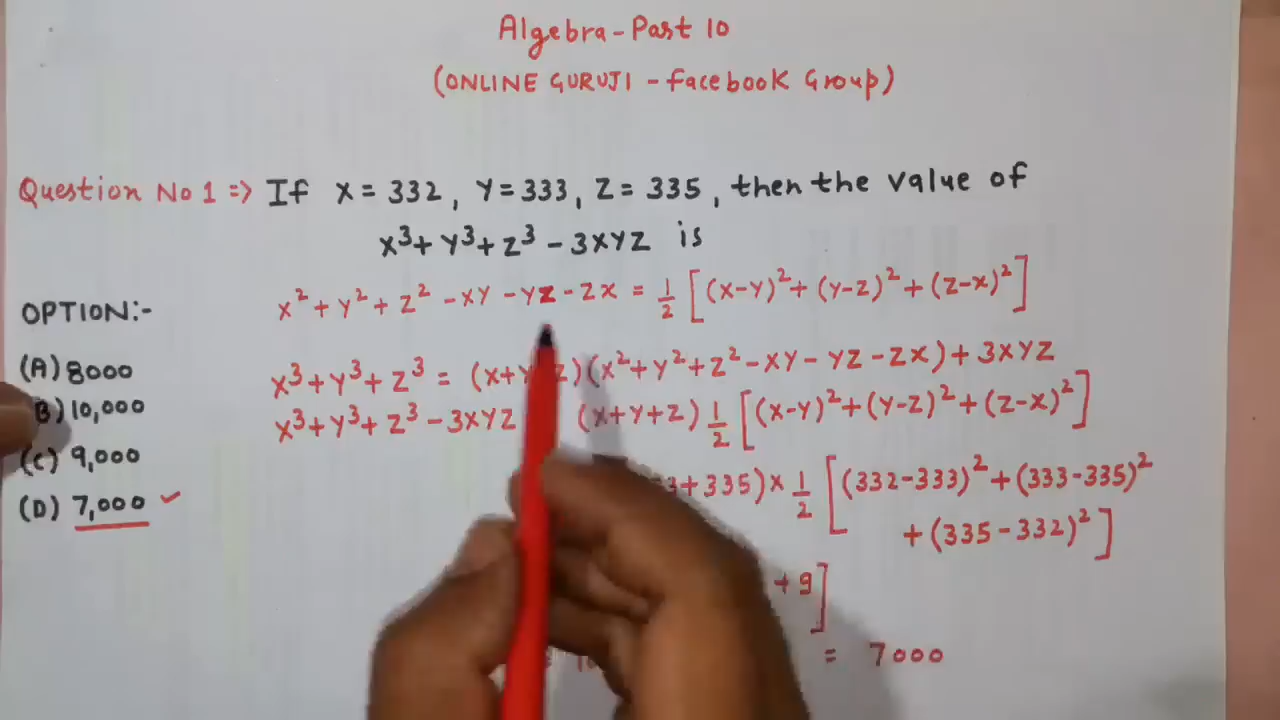 Algebra-Part 10
(ONLINE GURUJI - Facebook Group)
Question No 1 => If X = 332, Y = 333, Z = 335, then the value of
x³ + y³ + z³ - 3XYZ is
x² + y² + z² - xy - yz - zx = 1/2 [(x-y)² + (y-z)² + (z-x)²]
OPTION:-
x³ + y³ + z³ = (x+y z)(x² + y² + z² - xy - yz - zx) + 3xyz
(A) 8000
B) 10,000
x³ + y³ + z³ - 3xyz (x+y+z) 1/2 [(x-y)² + (y-z)² + (z-x)²]
(C) 9,000
3+335) × 1/2 [(332-333)² + (333-335)²
(D) 7,000 ✓
+ (335-332)²]
+ 9]
= 7000